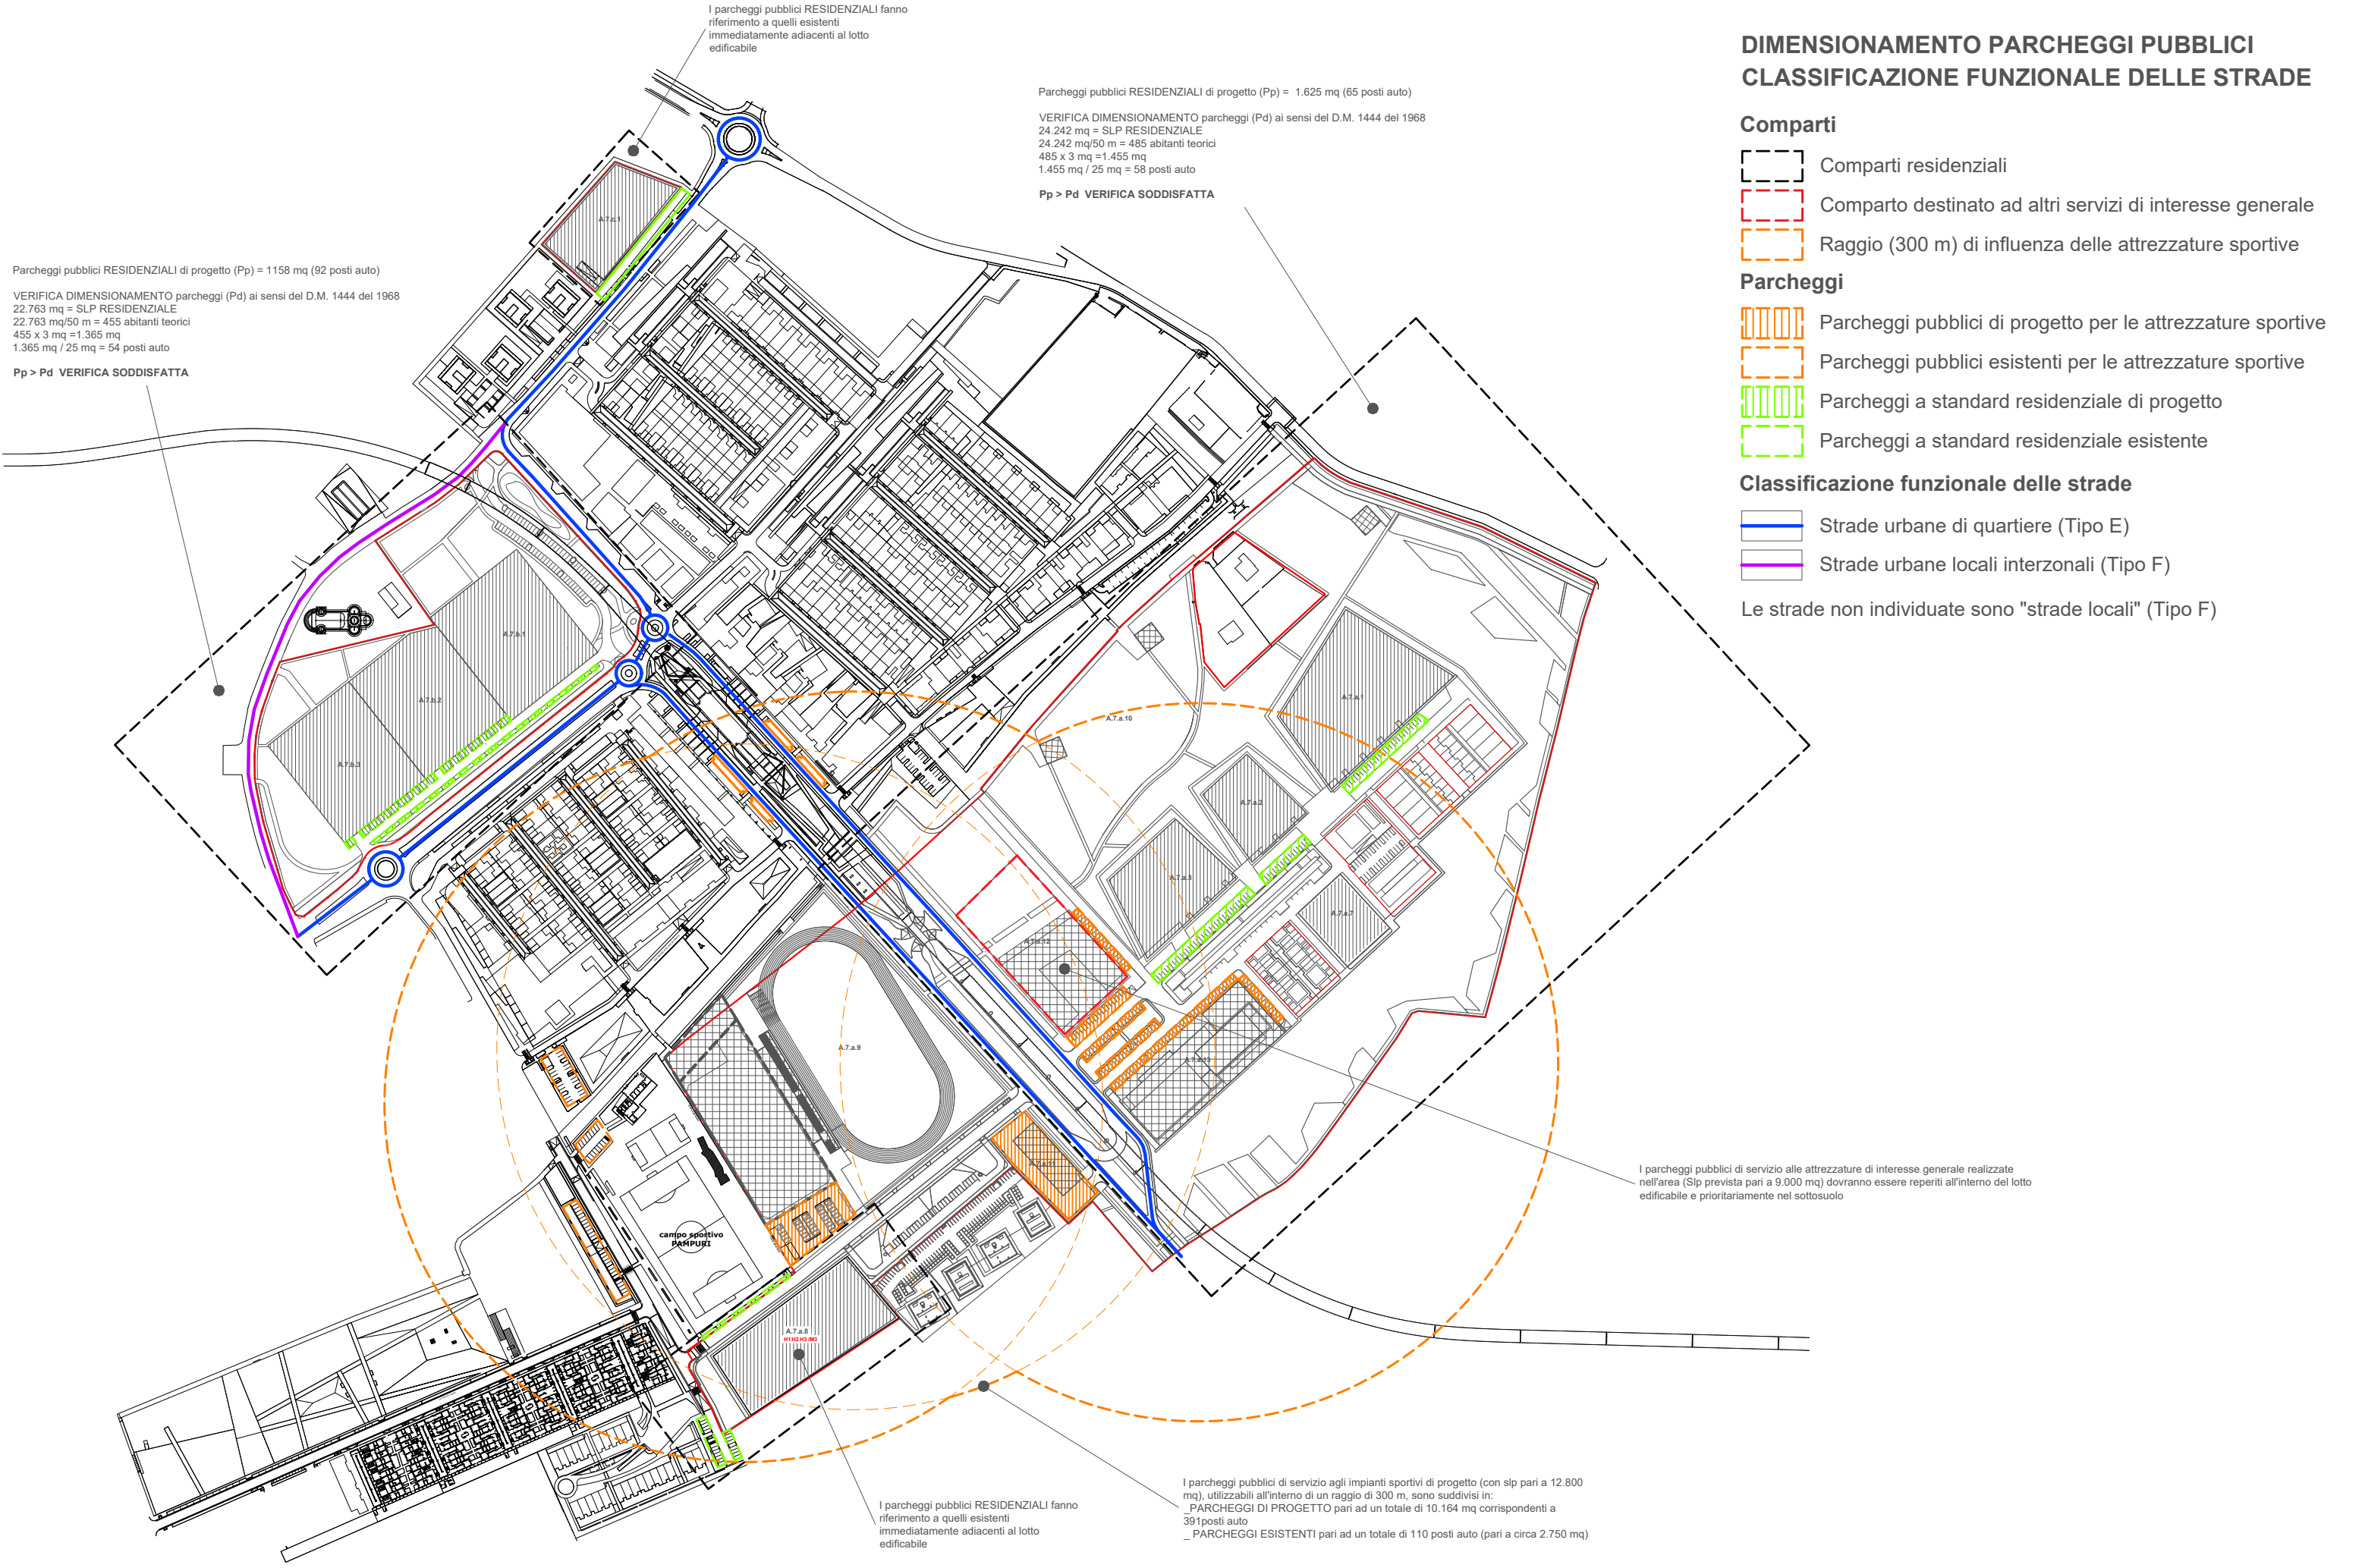 I parcheggi pubblici RESIDENZIALI fanno
riferimento a quelli esistenti
immediatamente adiacenti al lotto
edificabile
Parcheggi pubblici RESIDENZIALI di progetto (Pp) = 1.625 mq (65 posti auto)
VERIFICA DIMENSIONAMENTO parcheggi (Pd) ai sensi del D.M. 1444 del 1968
24.242 mq = SLP RESIDENZIALE
24.242 mq/50 m = 485 abitanti teorici
485 x 3 mq =1.455 mq
1.455 mq / 25 mq = 58 posti auto
Pp > Pd VERIFICA SODDISFATTA
Parcheggi pubblici RESIDENZIALI di progetto (Pp) = 1158 mq (92 posti auto)
VERIFICA DIMENSIONAMENTO parcheggi (Pd) ai sensi del D.M. 1444 del 1968
22.763 mq = SLP RESIDENZIALE
22.763 mq/50 m = 455 abitanti teorici
455 x 3 mq =1.365 mq
1.365 mq / 25 mq = 54 posti auto
Pp > Pd VERIFICA SODDISFATTA
DIMENSIONAMENTO PARCHEGGI PUBBLICI
CLASSIFICAZIONE FUNZIONALE DELLE STRADE
Comparti
Comparti residenziali
Comparto destinato ad altri servizi di interesse generale
Raggio (300 m) di influenza delle attrezzature sportive
Parcheggi
Parcheggi pubblici di progetto per le attrezzature sportive
Parcheggi pubblici esistenti per le attrezzature sportive
Parcheggi a standard residenziale di progetto
Parcheggi a standard residenziale esistente
Classificazione funzionale delle strade
Strade urbane di quartiere (Tipo E)
Strade urbane locali interzonali (Tipo F)
Le strade non individuate sono "strade locali" (Tipo F)
A.7.c.1
A.7.b.1
A.7.b.2
A.7.b.3
A.7.a.10
A.7.a.1
A.7.a.2
A.7.a.3
A.7.a.7
A.7.a.12
A.7.a.13
A.7.a.9
A.7.a.11
campo sportivo
PAMPURI
A.7.a.8
H1 H2 H3 /M3
I parcheggi pubblici di servizio alle attrezzature di interesse generale realizzate
nell'area (Slp prevista pari a 9.000 mq) dovranno essere reperiti all'interno del lotto
edificabile e prioritariamente nel sottosuolo
I parcheggi pubblici RESIDENZIALI fanno
riferimento a quelli esistenti
immediatamente adiacenti al lotto
edificabile
I parcheggi pubblici di servizio agli impianti sportivi di progetto (con slp pari a 12.800
mq), utilizzabili all'interno di un raggio di 300 m, sono suddivisi in:
_PARCHEGGI DI PROGETTO pari ad un totale di 10.164 mq corrispondenti a
391posti auto
_ PARCHEGGI ESISTENTI pari ad un totale di 110 posti auto (pari a circa 2.750 mq)